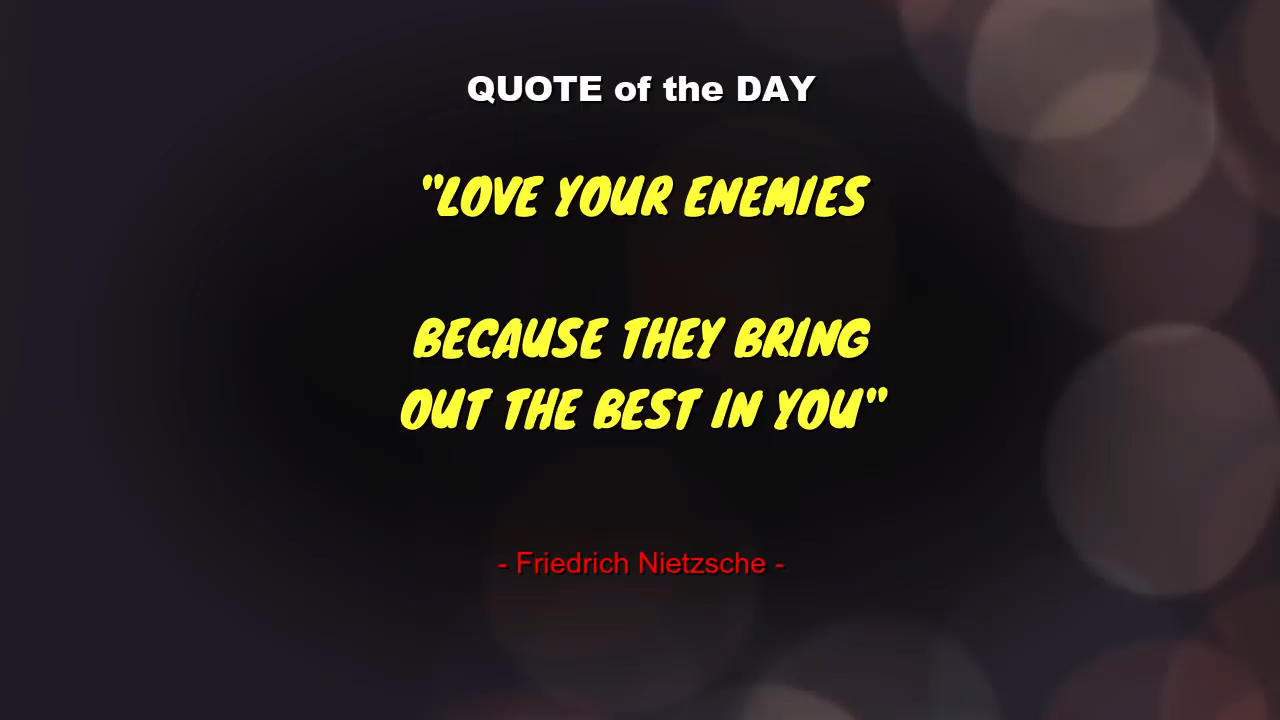 QUOTE of the DAY
"LOVE YOUR ENEMIES
BECAUSE THEY BRING
OUT THE BEST IN YOU"
- Friedrich Nietzsche -